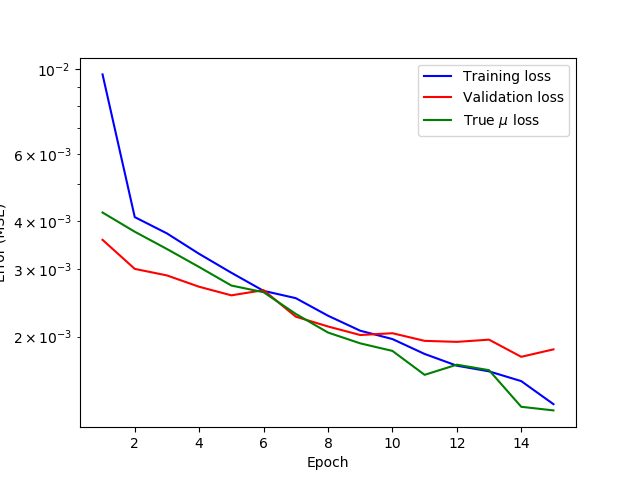 10⁻²
6 × 10⁻³
4 × 10⁻³
3 × 10⁻³
2 × 10⁻³
Training loss
Validation loss
True μ loss
2 4 6 8 10 12 14
Epoch